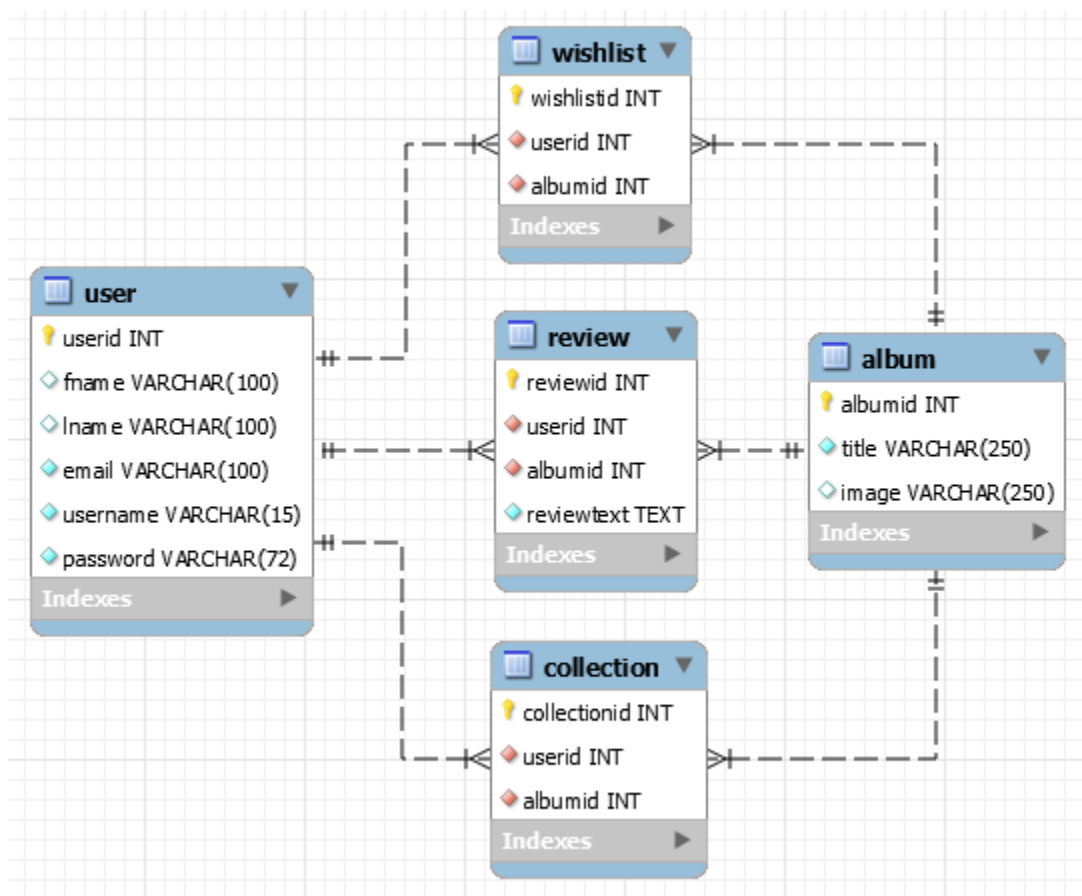 wishlist
wishlistid INT
userid INT
albumid INT
Indexes
user
userid INT
fname VARCHAR(100)
lname VARCHAR(100)
email VARCHAR(100)
username VARCHAR(15)
password VARCHAR(72)
Indexes
review
reviewid INT
userid INT
albumid INT
reviewtext TEXT
Indexes
album
albumid INT
title VARCHAR(250)
image VARCHAR(250)
Indexes
collection
collectionid INT
userid INT
albumid INT
Indexes